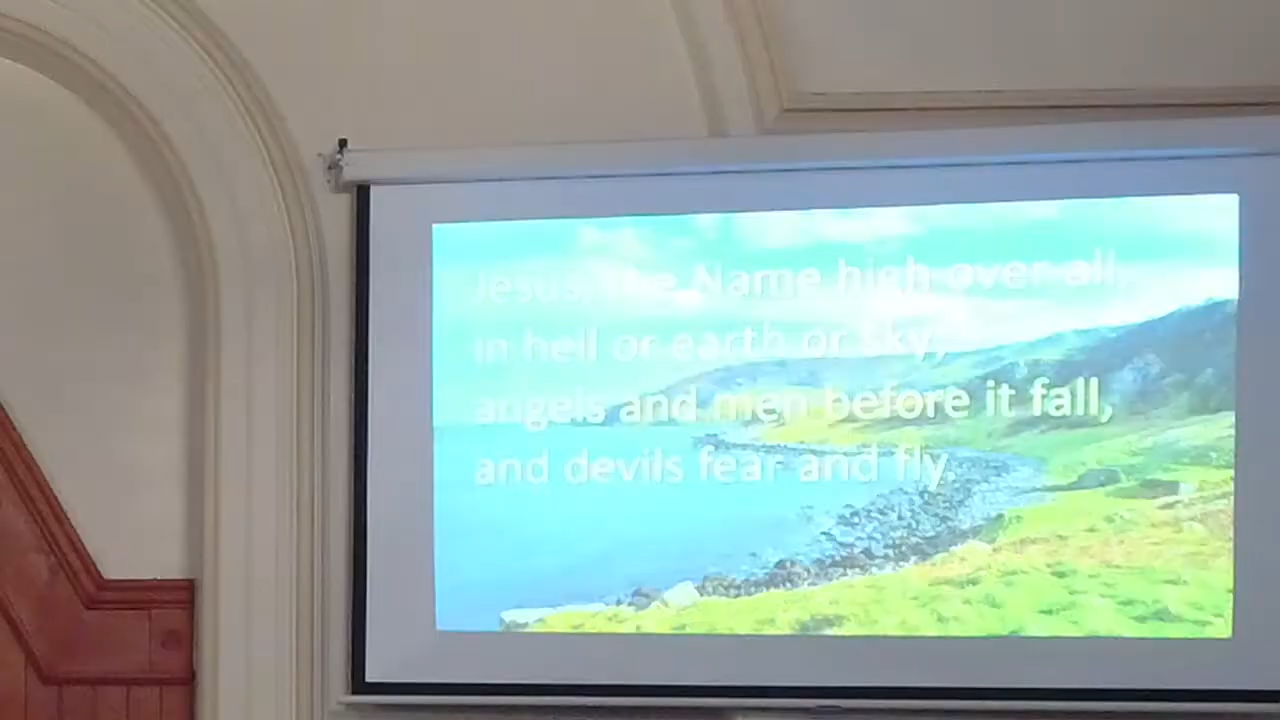 Jesus, the Name high over all,
in hell or earth or sky,
angels and men before it fall,
and devils fear and fly.